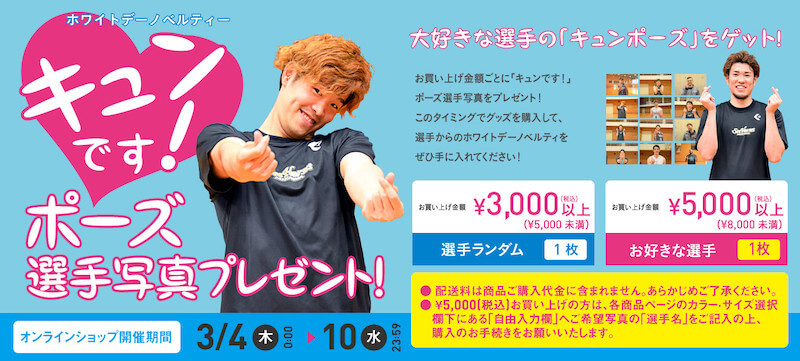 ホワイトデーノベルティー
キュン
です!
ポーズ
選手写真プレゼント!
オンラインショップ開催期間 3/4 木 0:00 10 水 23:59
大好きな選手の「キュンポーズ」をゲット!
お買い上げ金額ごとに「キュンです!」
ポーズ選手写真をプレゼント!
このタイミングでグッズを購入して、
選手からのホワイトデーノベルティを
ぜひ手に入れてください!
お買い上げ金額 ¥3,000(税込)以上
(¥5,000 未満)
選手ランダム 1枚
お買い上げ金額 ¥5,000(税込)以上
(¥8,000 未満)
お好きな選手 1枚
●配送料は商品ご購入代金に含まれません。あらかじめご了承ください。
●¥5,000(税込)お買い上げの方は、各商品ページのカラー・サイズ選択
欄下にある「自由入力欄」へご希望写真の「選手名」をご記入の上、
購入のお手続きをお願いいたします。